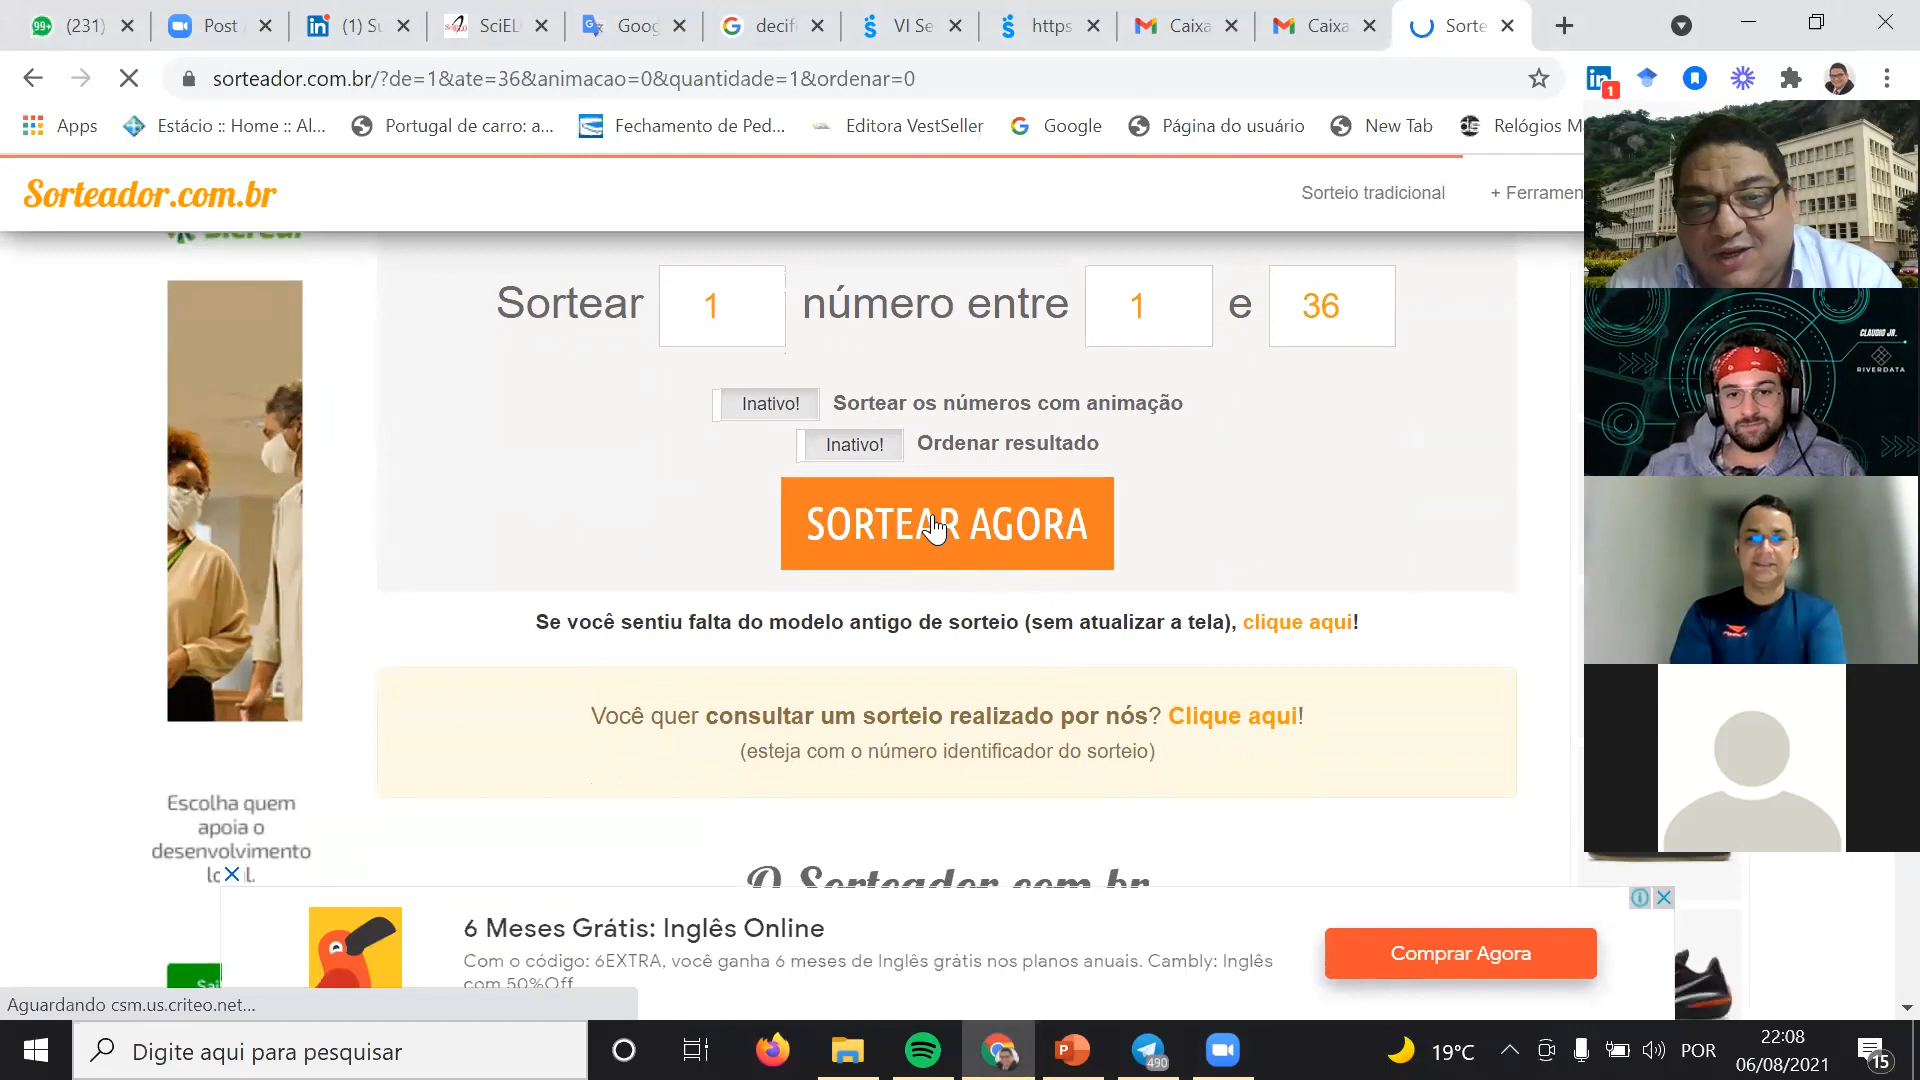 99+ (231)
Post
(1) Su
SciEL
Goog
decif
VI Se
https
Caixa
Caixa
Sorte
sorteador.com.br/?de=1&ate=36&animacao=0&quantidade=1&ordenar=0
1
Apps
Estácio :: Home :: Al...
Portugal de carro: a...
Fechamento de Ped...
Editora VestSeller
Google
Página do usuário
New Tab
Relógios M
Sorteador.com.br
Sorteio tradicional
+ Ferramen
Sortear 1 número entre 1 e 36
Inativo! Sortear os números com animação
Inativo! Ordenar resultado
SORTEAR AGORA
Se você sentiu falta do modelo antigo de sorteio (sem atualizar a tela), clique aqui!
Você quer consultar um sorteio realizado por nós? Clique aqui!
(esteja com o número identificador do sorteio)
O Sorteador.com.br
Escolha quem
apoia o
desenvolvimento
CLAUDIO JR.
RIVERDATA
6 Meses Grátis: Inglês Online
Com o código: 6EXTRA, você ganha 6 meses de Inglês grátis nos planos anuais. Cambly: Inglês
com 50%Off
Comprar Agora
Sai
Aguardando csm.us.criteo.net...
Digite aqui para pesquisar
490
19°C
POR
22:08
06/08/2021
15